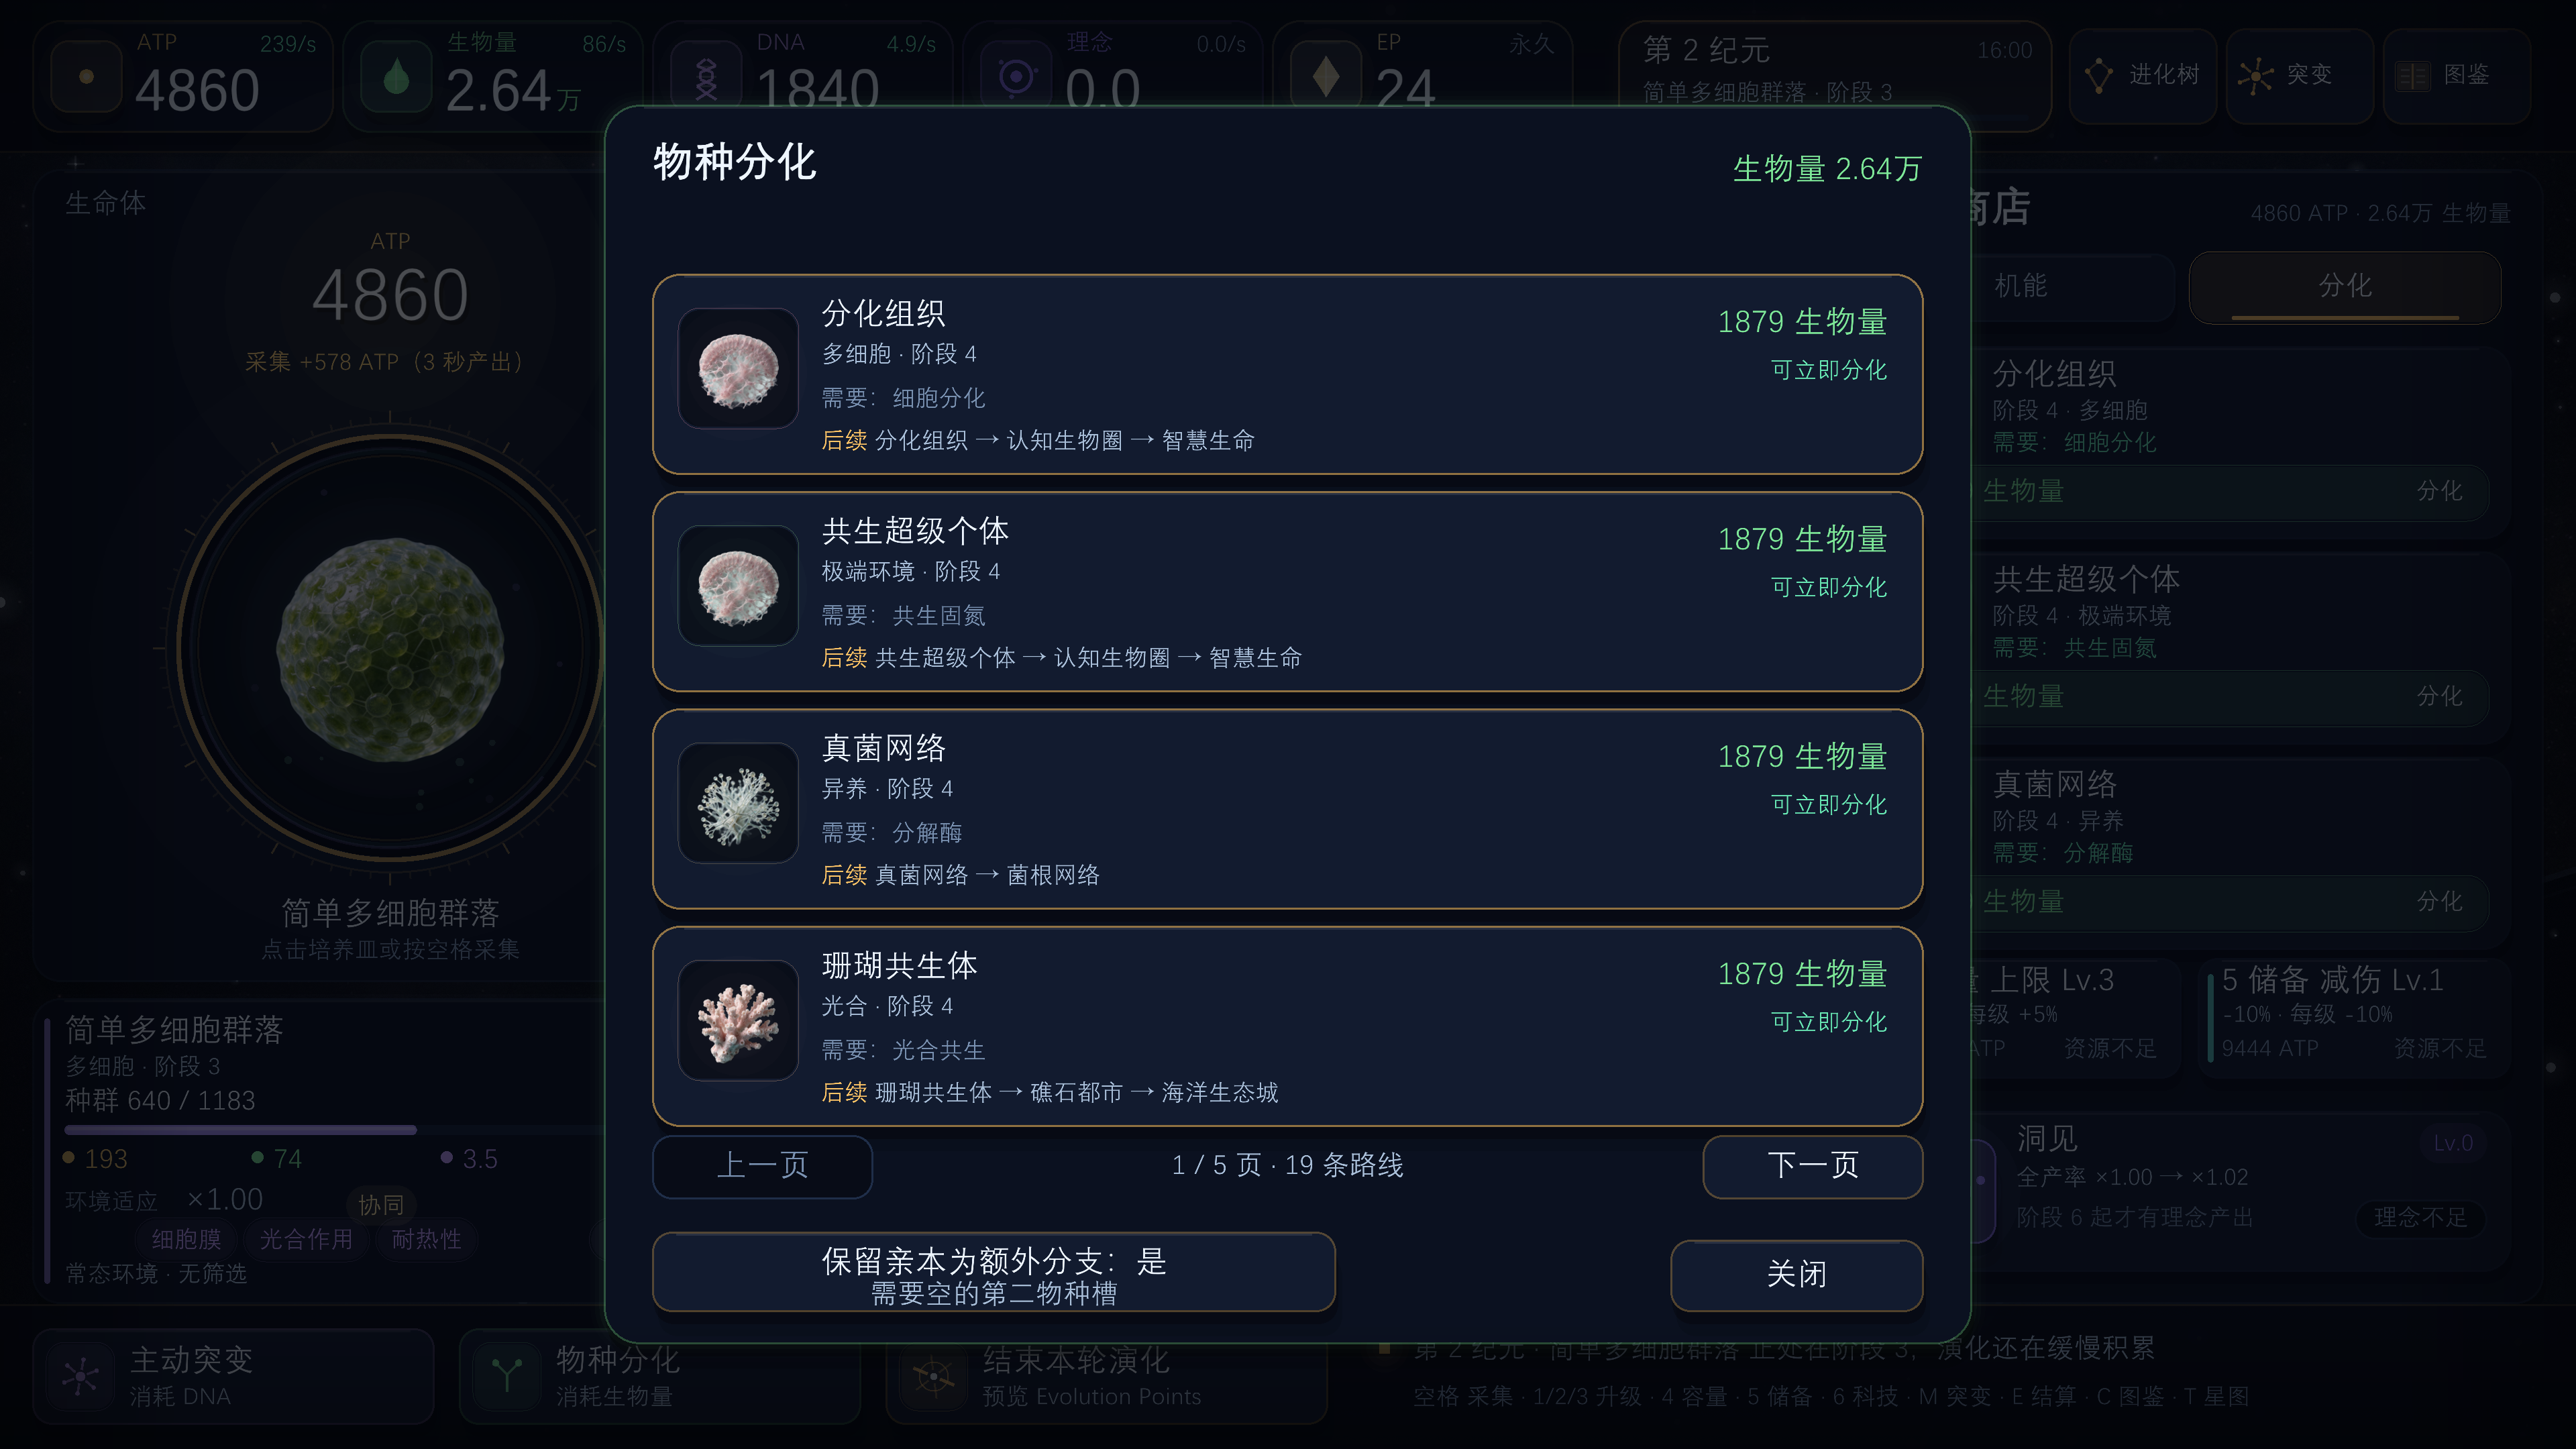 ATP 239/s
4860
生物量 86/s
2.64万
DNA 4.9/s
1840
理念 0.0/s
0.0
EP 永久
24
第 2 纪元 16:00
简单多细胞群落 · 阶段 3
进化树
突变
图鉴
生命体
ATP
4860
采集 +578 ATP（3 秒产出）
简单多细胞群落
点击培养皿或按空格采集
简单多细胞群落
多细胞 · 阶段 3
种群 640 / 1183
193 74 3.5
环境适应 ×1.00 协同
细胞膜 光合作用 耐热性
常态环境 · 无筛选
物种分化
生物量 2.64万
分化组织
多细胞 · 阶段 4
需要：细胞分化
后续 分化组织 → 认知生物圈 → 智慧生命
1879 生物量
可立即分化
共生超级个体
极端环境 · 阶段 4
需要：共生固氮
后续 共生超级个体 → 认知生物圈 → 智慧生命
1879 生物量
可立即分化
真菌网络
异养 · 阶段 4
需要：分解酶
后续 真菌网络 → 菌根网络
1879 生物量
可立即分化
珊瑚共生体
光合 · 阶段 4
需要：光合共生
后续 珊瑚共生体 → 礁石都市 → 海洋生态城
1879 生物量
可立即分化
上一页
1 / 5 页 · 19 条路线
下一页
保留亲本为额外分支：是
需要空的第二物种槽
关闭
商店
4860 ATP · 2.64万 生物量
机能
分化
分化组织
阶段 4 · 多细胞
需要：细胞分化
生物量 分化
共生超级个体
阶段 4 · 极端环境
需要：共生固氮
生物量 分化
真菌网络
阶段 4 · 异养
需要：分解酶
生物量 分化
上限 Lv.3
每级 +5%
ATP 资源不足
5 储备 减伤 Lv.1
-10% · 每级 -10%
9444 ATP 资源不足
洞见 Lv.0
全产率 ×1.00 → ×1.02
阶段 6 起才有理念产出 理念不足
主动突变
消耗 DNA
物种分化
消耗生物量
结束本轮演化
预览 Evolution Points
第 2 纪元 · 简单多细胞群落 正处在阶段 3，演化还在缓慢积累
空格 采集 · 1/2/3 升级 · 4 容量 · 5 储备 · 6 科技 · M 突变 · E 结算 · C 图鉴 · T 星图